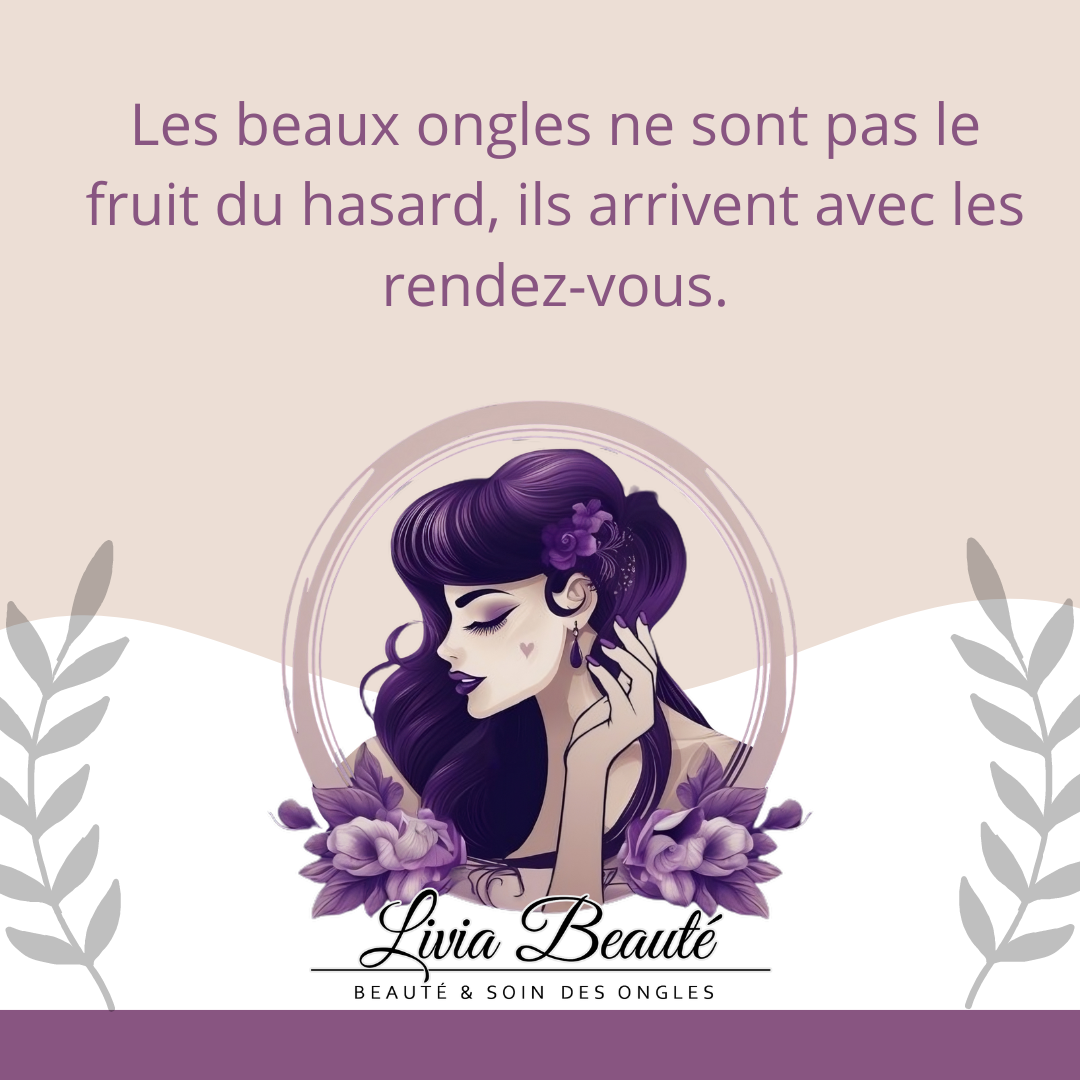 Les beaux ongles ne sont pas le
fruit du hasard, ils arrivent avec les
rendez-vous.
Livia Beauté
BEAUTÉ & SOIN DES ONGLES